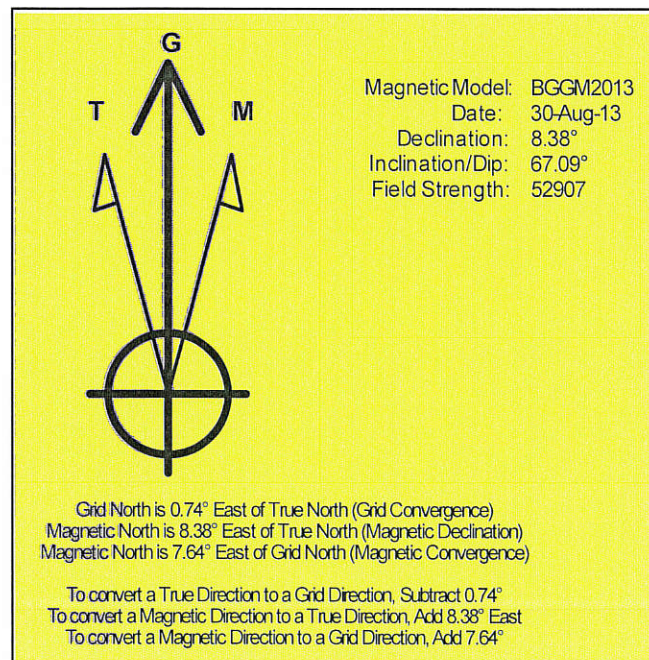 G
T M
Magnetic Model: BGGM2013
Date: 30-Aug-13
Declination: 8.38°
Inclination/Dip: 67.09°
Field Strength: 52907
Grid North is 0.74° East of True North (Grid Convergence)
Magnetic North is 8.38° East of True North (Magnetic Declination)
Magnetic North is 7.64° East of Grid North (Magnetic Convergence)
To convert a True Direction to a Grid Direction, Subtract 0.74°
To convert a Magnetic Direction to a True Direction, Add 8.38° East
To convert a Magnetic Direction to a Grid Direction, Add 7.64°